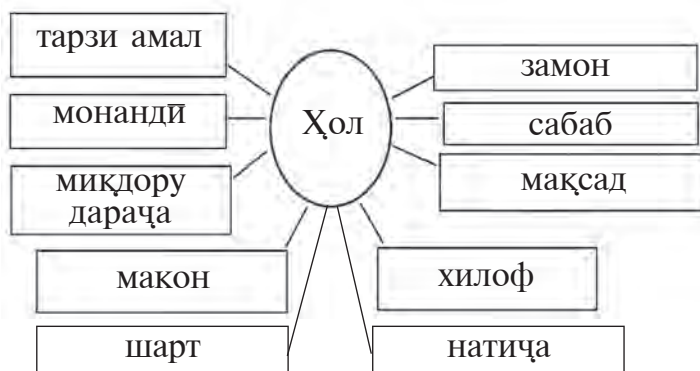 тарзи амал
монандӣ
миқдору
дараҷа
макон
шарт
Ҳол
замон
сабаб
мақсад
хилоф
натиҷа